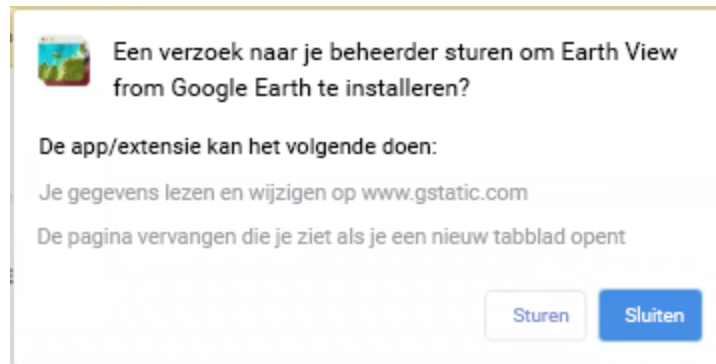 Een verzoek naar je beheerder sturen om Earth View
from Google Earth te installeren?
De app/extensie kan het volgende doen:
Je gegevens lezen en wijzigen op www.gstatic.com
De pagina vervangen die je ziet als je een nieuw tabblad opent
Sturen
Sluiten